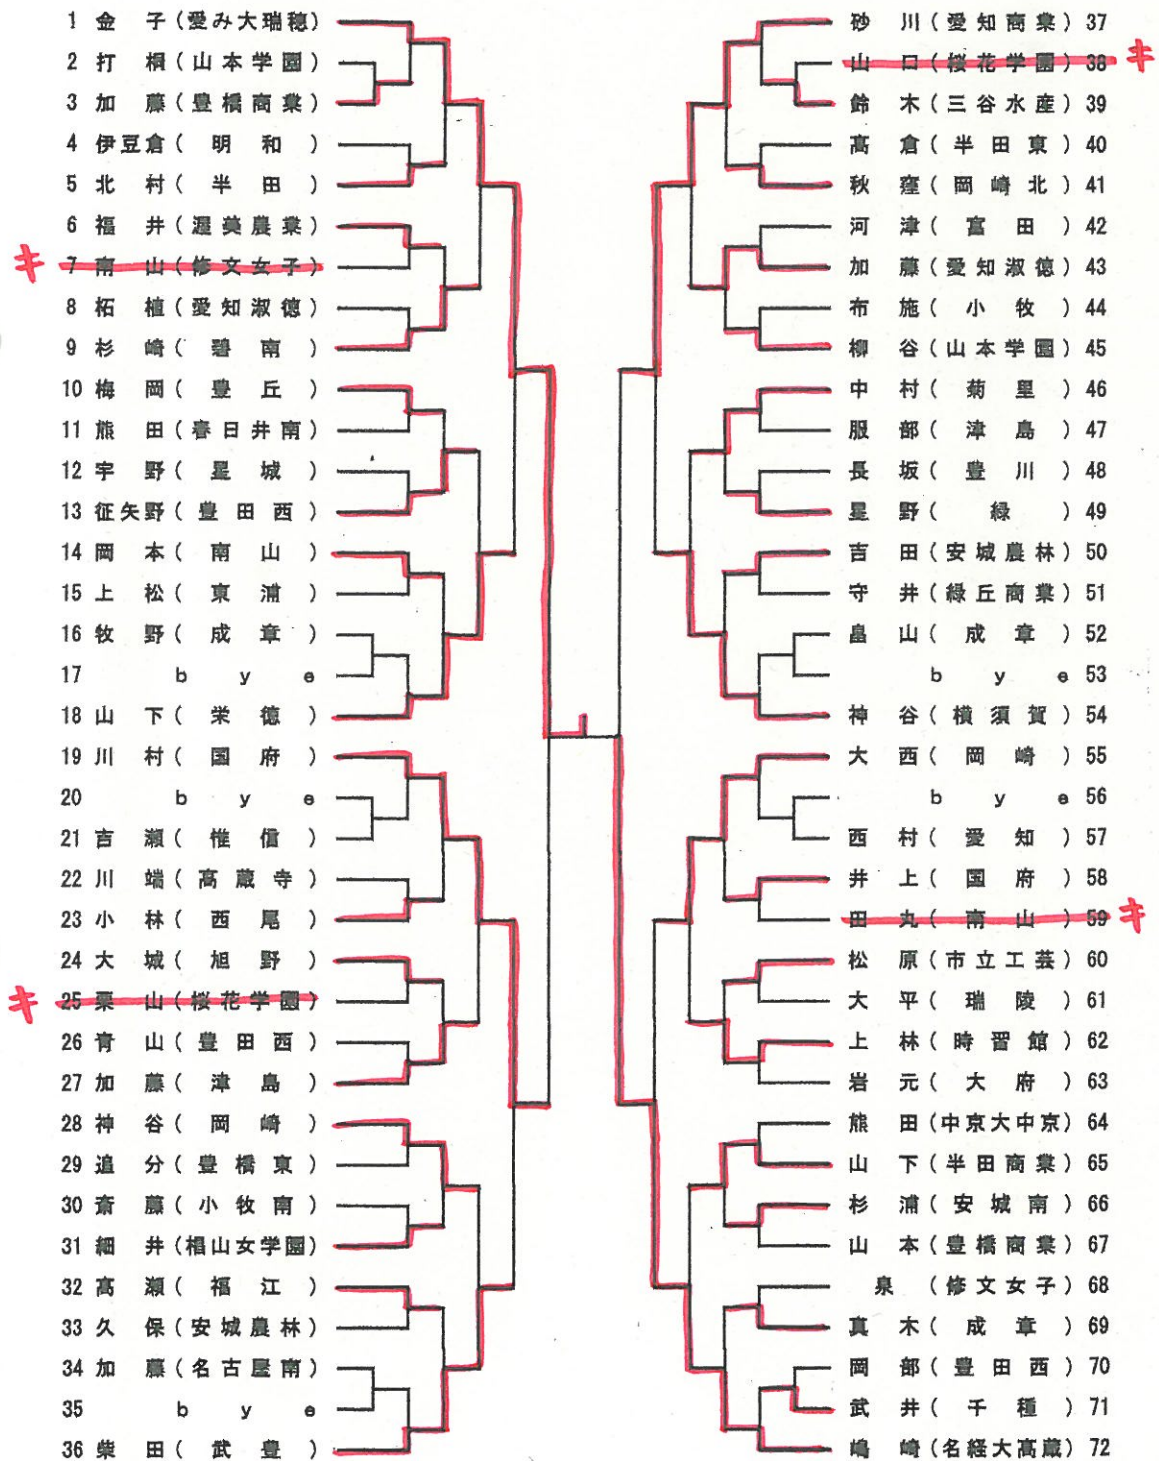 1 金子(愛み大瑞穂)
2 打楨(山本学園)
3 加藤(豊橋商業)
4 伊豆倉(明和)
5 北村(半田)
6 福井(渥美農業)
キ 7 南山(修文女子)
8 柘植(愛知淑徳)
9 杉崎(碧南)
10 梅岡(豊丘)
11 熊田(春日井南)
12 宇野(星城)
13 征矢野(豊田西)
14 岡本(南山)
15 上松(東浦)
16 牧野(成章)
17 bye
18 山下(栄徳)
19 川村(国府)
20 bye
21 吉瀬(惟信)
22 川端(高蔵寺)
23 小林(西尾)
24 大城(旭野)
キ 25 栗山(桜花学園)
26 青山(豊田西)
27 加藤(津島)
28 神谷(岡崎)
29 追分(豊橋東)
30 斎藤(小牧南)
31 細井(椙山女学園)
32 高瀬(福江)
33 久保(安城農林)
34 加藤(名古屋南)
35 bye
36 柴田(武豊)
砂川(愛知商業) 37
山口(桜花学園) 38 キ
鈴木(三谷水産) 39
高倉(半田東) 40
秋窪(岡崎北) 41
河津(富田) 42
加藤(愛知淑徳) 43
布施(小牧) 44
柳谷(山本学園) 45
中村(菊里) 46
服部(津島) 47
長坂(豊川) 48
星野(緑) 49
吉田(安城農林) 50
守井(緑丘商業) 51
畠山(成章) 52
bye 53
神谷(横須賀) 54
大西(岡崎) 55
bye 56
西村(愛知) 57
井上(国府) 58
田丸(南山) 59 キ
松原(市立工芸) 60
大平(瑞陵) 61
上林(時習館) 62
岩元(大府) 63
熊田(中京大中京) 64
山下(半田商業) 65
杉浦(安城南) 66
山本(豊橋商業) 67
泉(修文女子) 68
真木(成章) 69
岡部(豊田西) 70
武井(千種) 71
嶋崎(名経大高蔵) 72